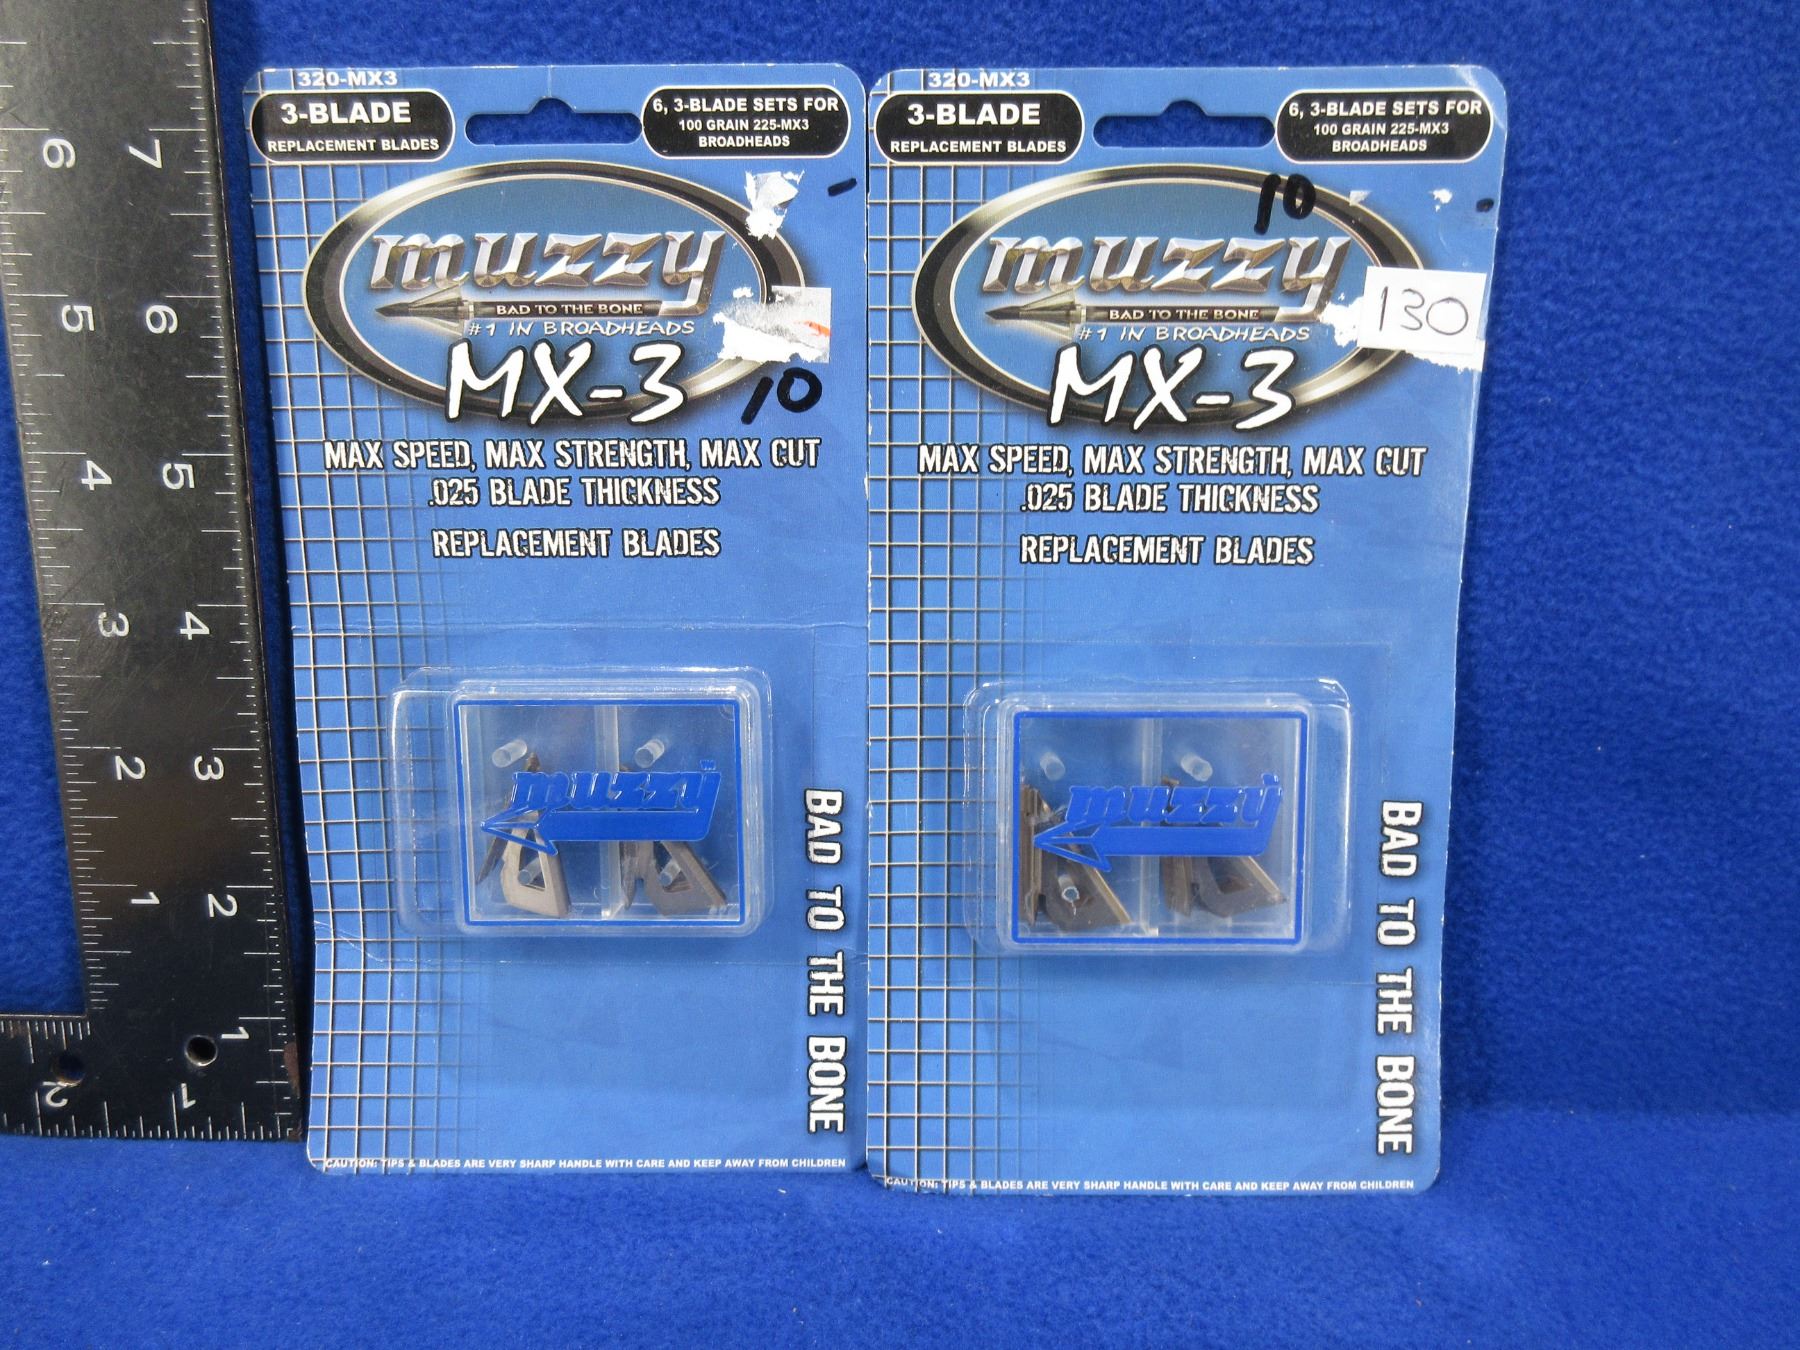 320-MX3
3-BLADE
REPLACEMENT BLADES
6, 3-BLADE SETS FOR
100 GRAIN 225-MX3
BROADHEADS
muzzy
BAD TO THE BONE
#1 IN BROADHEADS
MX-3
10
MAX SPEED, MAX STRENGTH, MAX CUT
.025 BLADE THICKNESS
REPLACEMENT BLADES
muzzy
BAD TO THE BONE
CAUTION: TIPS & BLADES ARE VERY SHARP HANDLE WITH CARE AND KEEP AWAY FROM CHILDREN
320-MX3
3-BLADE
REPLACEMENT BLADES
6, 3-BLADE SETS FOR
100 GRAIN 225-MX3
BROADHEADS
10
muzzy
130
BAD TO THE BONE
#1 IN BROADHEADS
MX-3
MAX SPEED, MAX STRENGTH, MAX CUT
.025 BLADE THICKNESS
REPLACEMENT BLADES
muzzy
BAD TO THE BONE
CAUTION: TIPS & BLADES ARE VERY SHARP HANDLE WITH CARE AND KEEP AWAY FROM CHILDREN
7
6
6
5
5
4
4
3
3
2
2
1
1
2
1